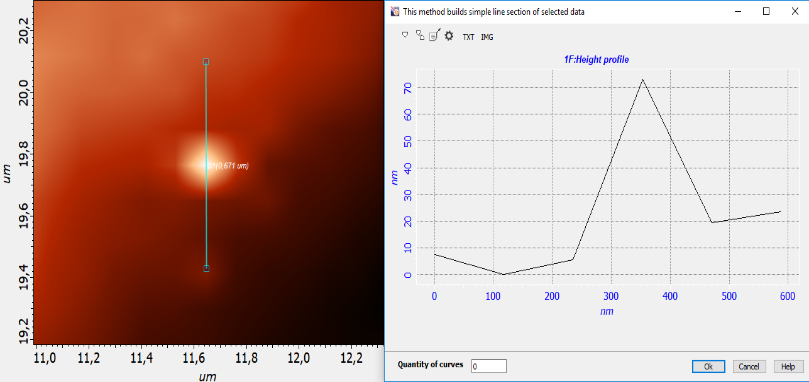 This method builds simple line section of selected data
TXT IMG
1F:Height profile
20,2
20,0
19,8
19,6
19,4
19,2
um
(0,671 um)
11,0 11,2 11,4 11,6 11,8 12,0 12,2
um
70
60
50
40
30
20
10
0
nm
0 100 200 300 400 500 600
nm
Quantity of curves 0
Ok Cancel Help